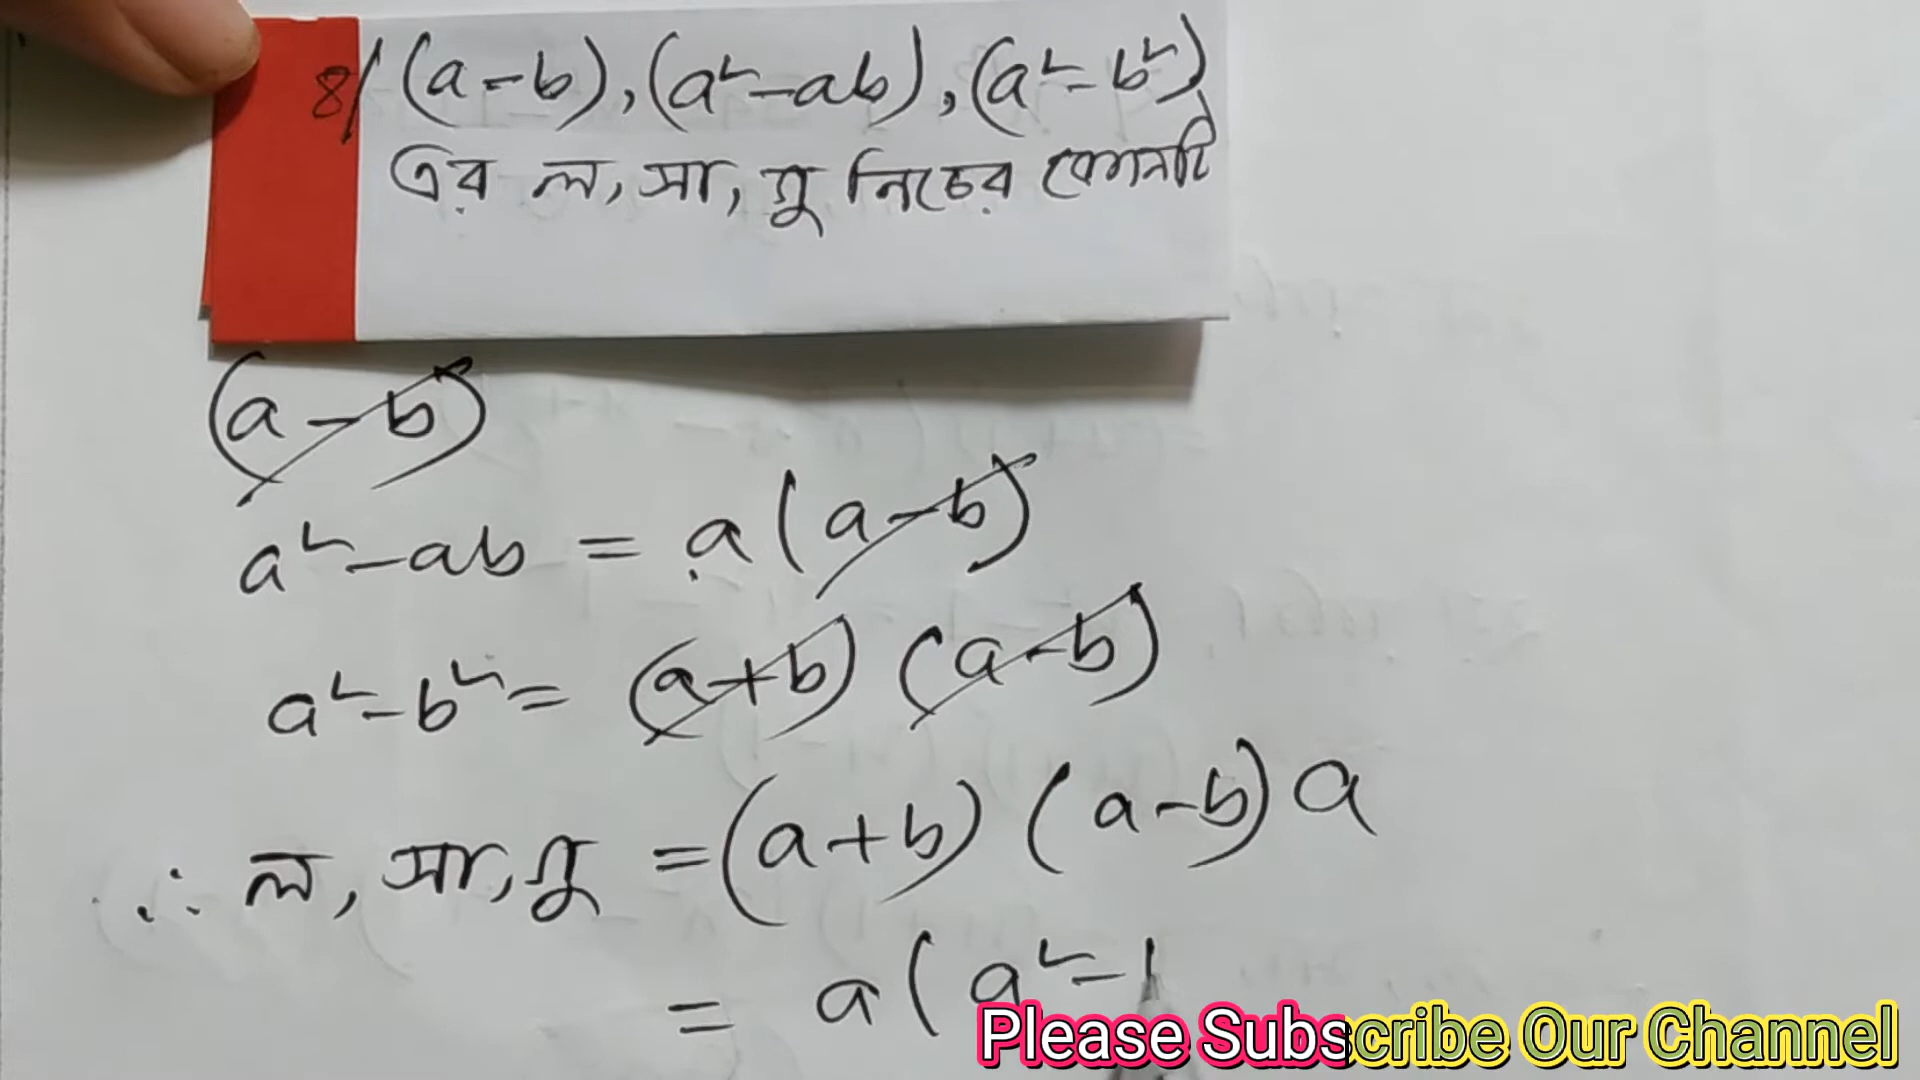 8/ (a-b), (a²-ab), (a²-b²)
এর ল, সা, গু নিচের কোনটি
(a-b)
a²-ab = a(a-b)
a²-b² = (a+b)(a-b)
∴ ল, সা, গু = (a+b)(a-b)a
= a(a²-
Please Subscribe Our Channel